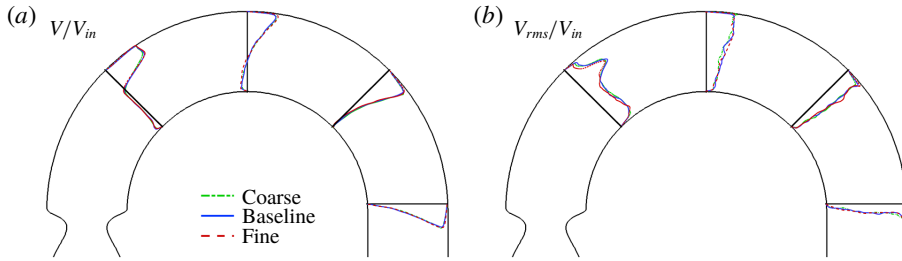 (a) V/V_in
(b) V_rms/V_in
Coarse
Baseline
Fine